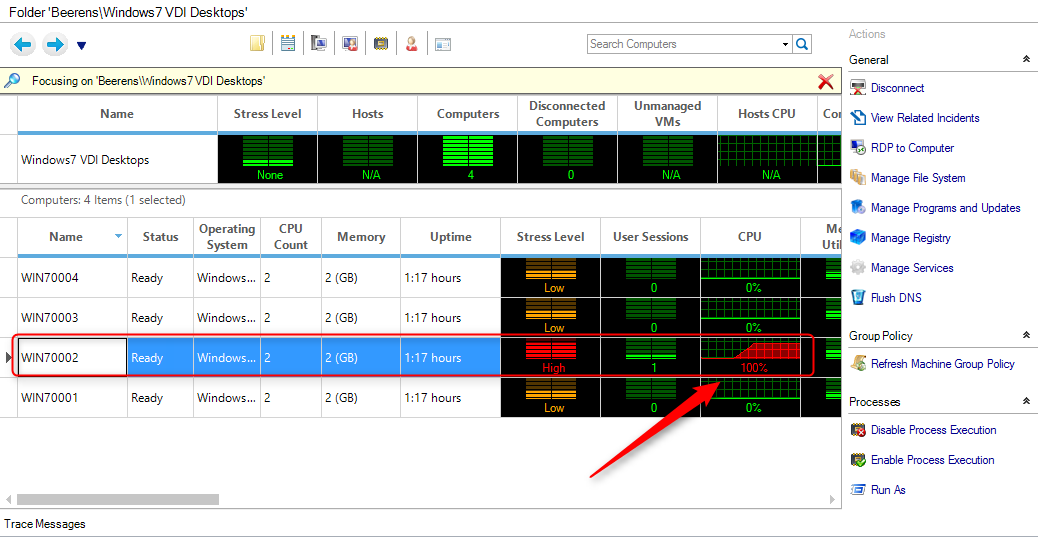 Folder 'Beerens\Windows7 VDI Desktops'
Search Computers
Focusing on 'Beerens\Windows7 VDI Desktops'
Name Stress Level Hosts Computers Disconnected Computers Unmanaged VMs Hosts CPU Con
Windows7 VDI Desktops None N/A 4 0 N/A N/A
Computers: 4 Items (1 selected)
Name Status Operating System CPU Count Memory Uptime Stress Level User Sessions CPU Me Util
WIN70004 Ready Windows... 2 2 (GB) 1:17 hours Low 0 0%
WIN70003 Ready Windows... 2 2 (GB) 1:17 hours Low 0 0%
WIN70002 Ready Windows... 2 2 (GB) 1:17 hours High 1 100%
WIN70001 Ready Windows... 2 2 (GB) 1:17 hours Low 0 0%
Trace Messages
Actions
General
Disconnect
View Related Incidents
RDP to Computer
Manage File System
Manage Programs and Updates
Manage Registry
Manage Services
Flush DNS
Group Policy
Refresh Machine Group Policy
Processes
Disable Process Execution
Enable Process Execution
Run As